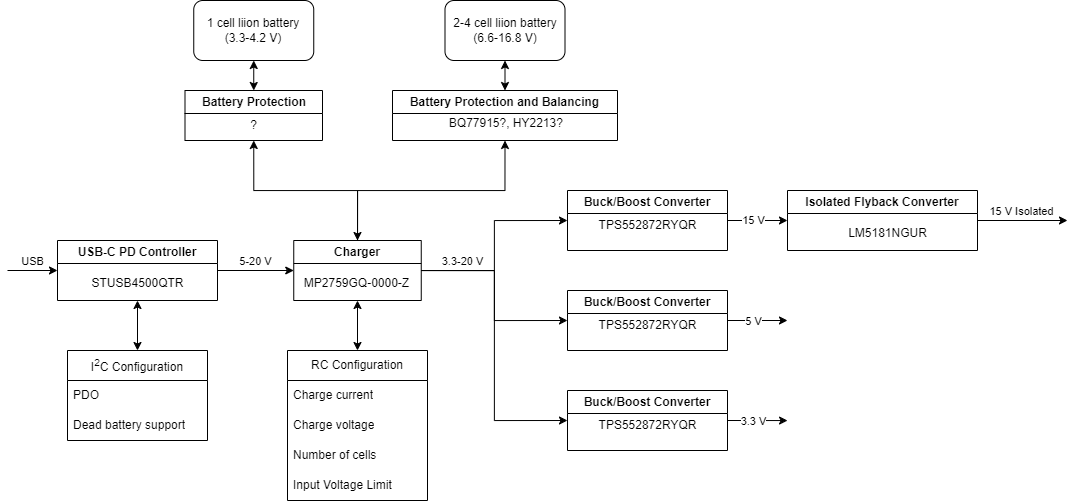 1 cell liion battery
(3.3-4.2 V)
2-4 cell liion battery
(6.6-16.8 V)
Battery Protection
?
Battery Protection and Balancing
BQ77915?, HY2213?
USB
USB-C PD Controller
STUSB4500QTR
5-20 V
Charger
MP2759GQ-0000-Z
3.3-20 V
Buck/Boost Converter
TPS552872RYQR
15 V
Isolated Flyback Converter
LM5181NGUR
15 V Isolated
Buck/Boost Converter
TPS552872RYQR
5 V
Buck/Boost Converter
TPS552872RYQR
3.3 V
I²C Configuration
PDO
Dead battery support
RC Configuration
Charge current
Charge voltage
Number of cells
Input Voltage Limit